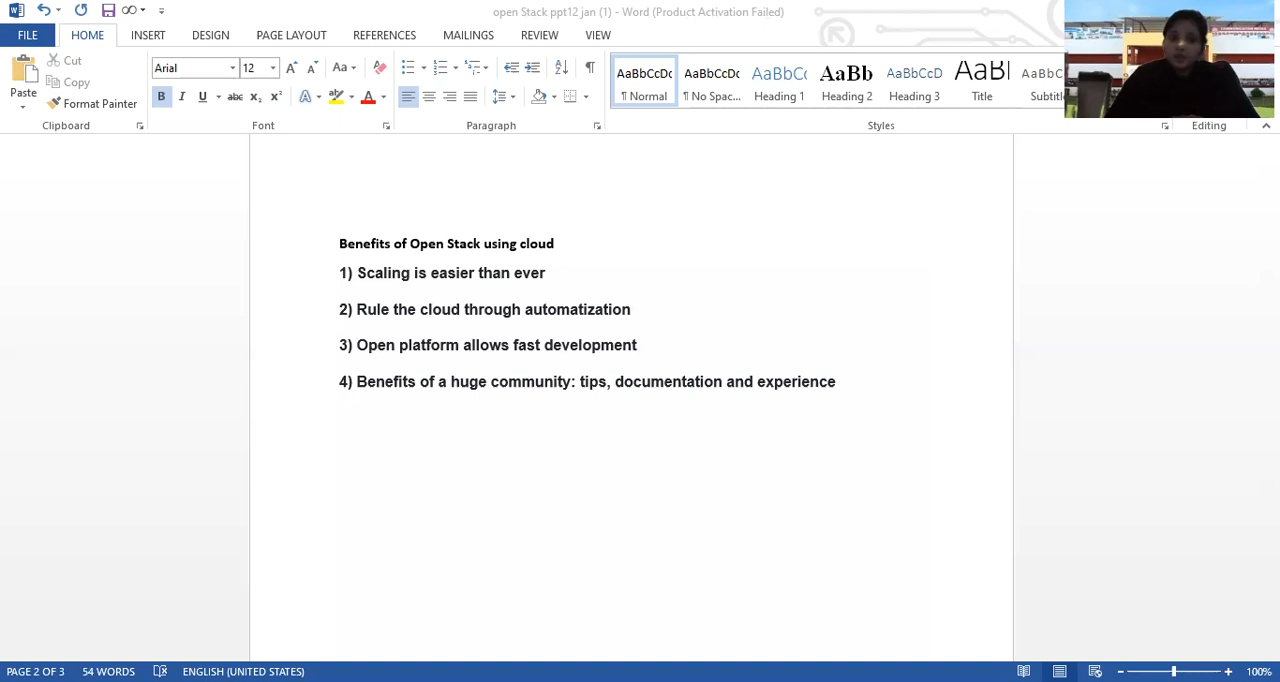 open Stack ppt12 jan (1) - Word (Product Activation Failed)
FILE HOME INSERT DESIGN PAGE LAYOUT REFERENCES MAILINGS REVIEW VIEW
Paste
Cut
Copy
Format Painter
Clipboard
Arial 12
Font
Paragraph
AaBbCcDc AaBbCcDc AaBbCc AaBb AaBbCcD AaBl AaBbC
¶ Normal ¶ No Spac... Heading 1 Heading 2 Heading 3 Title Subtitl
Styles
Editing
Benefits of Open Stack using cloud
1) Scaling is easier than ever
2) Rule the cloud through automatization
3) Open platform allows fast development
4) Benefits of a huge community: tips, documentation and experience
PAGE 2 OF 3 54 WORDS ENGLISH (UNITED STATES) 100%